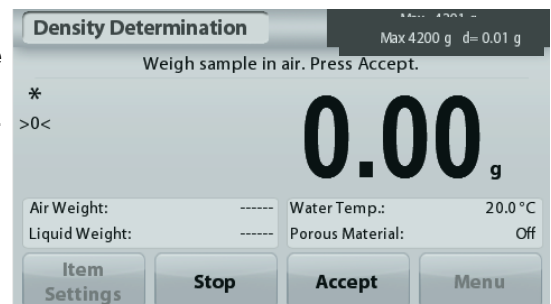 Density Determination
Max 4200 g d= 0.01 g
Weigh sample in air. Press Accept.
*
>0<
0.00 g
Air Weight: ------ Water Temp.: 20.0 °C
Liquid Weight: ------ Porous Material: Off
Item Settings
Stop
Accept
Menu